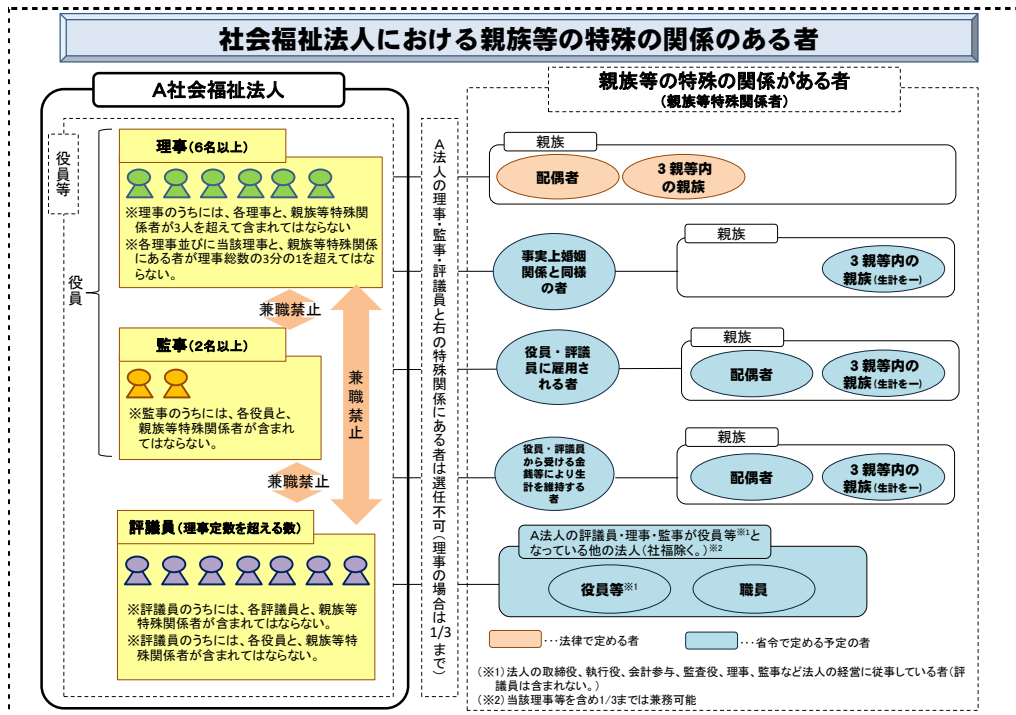 社会福祉法人における親族等の特殊の関係のある者
A社会福祉法人
役員等
役員
理事(6名以上)
※理事のうちには、各理事と、親族等特殊関
係者が3人を超えて含まれてはならない
※各理事並びに当該理事と、親族等特殊関係
にある者が理事総数の3分の1を超えてはな
らない。
兼職禁止
監事(2名以上)
※監事のうちには、各役員と、
親族等特殊関係者が含まれ
てはならない。
兼職禁止
兼職禁止
評議員(理事定数を超える数)
※評議員のうちには、各評議員と、親族等
特殊関係者が含まれてはならない。
※評議員のうちには、各役員と、親族等特
殊関係者が含まれてはならない。
A法人の理事・監事・評議員と右の特殊関係にある者は選任不可(理事の場合は1/3まで)
親族等の特殊の関係がある者
(親族等特殊関係者)
親族
配偶者
3親等内
の親族
事実上婚姻
関係と同様
の者
親族
3親等内の
親族(生計を一)
役員・評議
員に雇用さ
れる者
親族
配偶者
3親等内の
親族(生計を一)
役員・評議員
から受ける金
銭等により生
計を維持する
者
親族
配偶者
3親等内の
親族(生計を一)
A法人の評議員・理事・監事が役員等※1と
なっている他の法人(社福除く。)※2
役員等※1
職員
・・・法律で定める者
・・・省令で定める予定の者
(※1)法人の取締役、執行役、会計参与、監査役、理事、監事など法人の経営に従事している者(評
議員は含まれない。)
(※2)当該理事等を含め1/3までは兼務可能